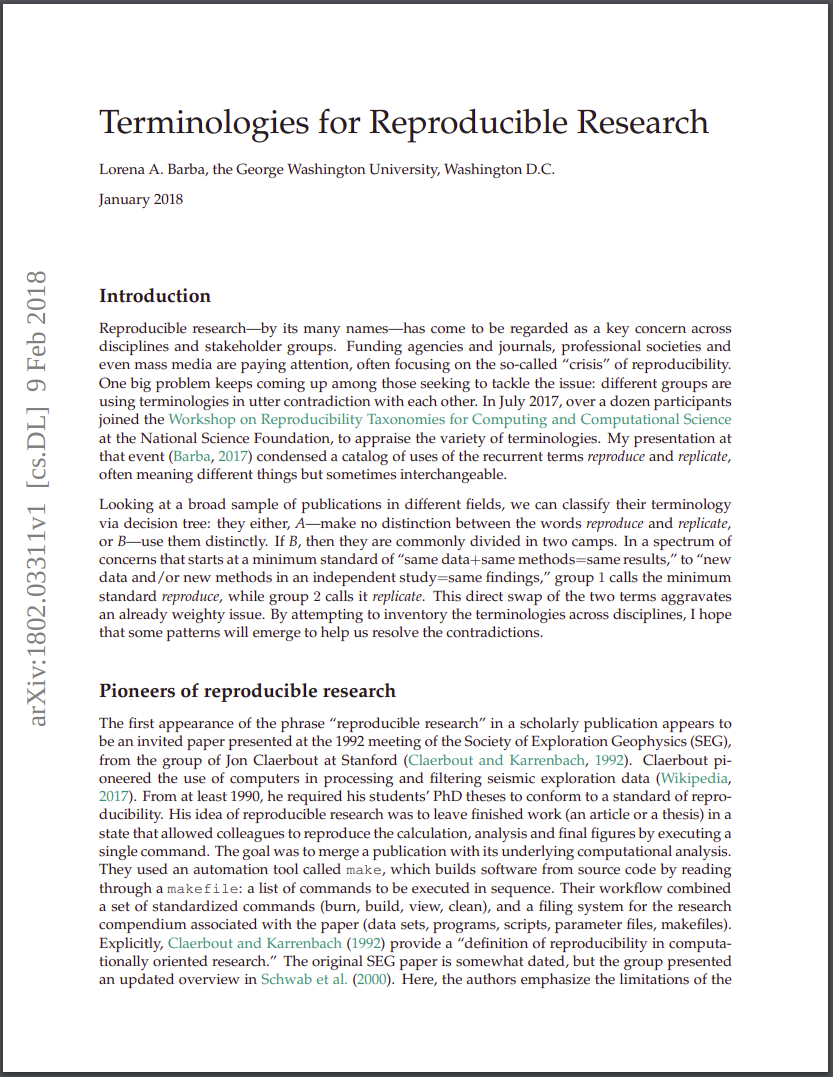 Terminologies for Reproducible Research
Lorena A. Barba, the George Washington University, Washington D.C.
January 2018
arXiv:1802.03311v1 [cs.DL] 9 Feb 2018
Introduction
Reproducible research—by its many names—has come to be regarded as a key concern across
disciplines and stakeholder groups. Funding agencies and journals, professional societies and
even mass media are paying attention, often focusing on the so-called “crisis” of reproducibility.
One big problem keeps coming up among those seeking to tackle the issue: different groups are
using terminologies in utter contradiction with each other. In July 2017, over a dozen participants
joined the Workshop on Reproducibility Taxonomies for Computing and Computational Science
at the National Science Foundation, to appraise the variety of terminologies. My presentation at
that event (Barba, 2017) condensed a catalog of uses of the recurrent terms reproduce and replicate,
often meaning different things but sometimes interchangeable.
Looking at a broad sample of publications in different fields, we can classify their terminology
via decision tree: they either, A—make no distinction between the words reproduce and replicate,
or B—use them distinctly. If B, then they are commonly divided in two camps. In a spectrum of
concerns that starts at a minimum standard of “same data+same methods=same results,” to “new
data and/or new methods in an independent study=same findings,” group 1 calls the minimum
standard reproduce, while group 2 calls it replicate. This direct swap of the two terms aggravates
an already weighty issue. By attempting to inventory the terminologies across disciplines, I hope
that some patterns will emerge to help us resolve the contradictions.
Pioneers of reproducible research
The first appearance of the phrase “reproducible research” in a scholarly publication appears to
be an invited paper presented at the 1992 meeting of the Society of Exploration Geophysics (SEG),
from the group of Jon Claerbout at Stanford (Claerbout and Karrenbach, 1992). Claerbout pi-
oneered the use of computers in processing and filtering seismic exploration data (Wikipedia,
2017). From at least 1990, he required his students’ PhD theses to conform to a standard of repro-
ducibility. His idea of reproducible research was to leave finished work (an article or a thesis) in a
state that allowed colleagues to reproduce the calculation, analysis and final figures by executing a
single command. The goal was to merge a publication with its underlying computational analysis.
They used an automation tool called make, which builds software from source code by reading
through a makefile: a list of commands to be executed in sequence. Their workflow combined
a set of standardized commands (burn, build, view, clean), and a filing system for the research
compendium associated with the paper (data sets, programs, scripts, parameter files, makefiles).
Explicitly, Claerbout and Karrenbach (1992) provide a “definition of reproducibility in computa-
tionally oriented research.” The original SEG paper is somewhat dated, but the group presented
an updated overview in Schwab et al. (2000). Here, the authors emphasize the limitations of the